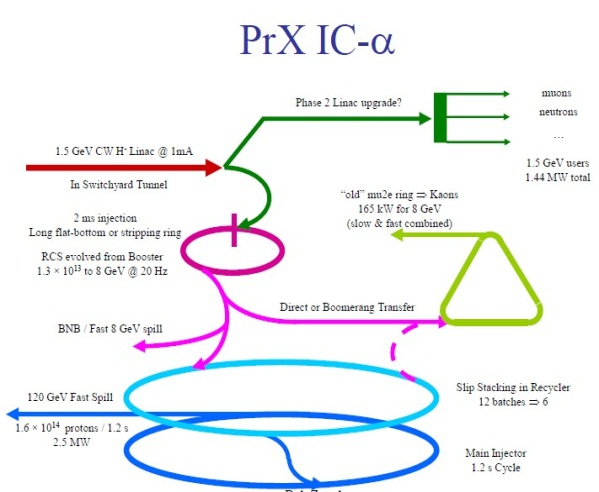 PrX IC-α
Phase 2 Linac upgrade?
muons
neutrons
...
1.5 GeV CW H- Linac @ 1mA
In Switchyard Tunnel
1.5 GeV users
1.44 MW total
"old" mu2e ring ⇒ Kaons
165 kW for 8 GeV
(slow & fast combined)
2 ms injection
Long flat-bottom or stripping ring
RCS evolved from Booster
1.3 × 10¹³ to 8 GeV @ 20 Hz
Direct or Boomerang Transfer
BNB / Fast 8 GeV spill
Slip Stacking in Recycler
12 batches ⇒ 6
120 GeV Fast Spill
1.6 × 10¹⁴ protons / 1.2 s
2.5 MW
Main Injector
1.2 s Cycle